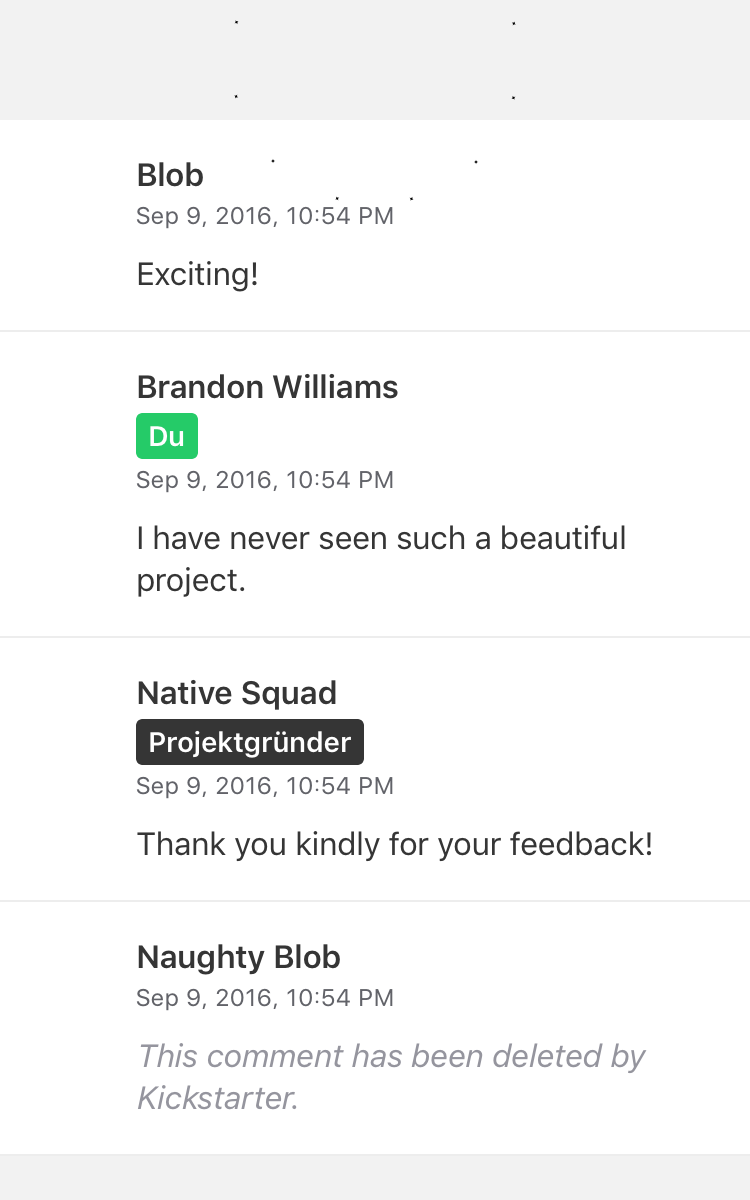 Blob
Sep 9, 2016, 10:54 PM
Exciting!
Brandon Williams
Du
Sep 9, 2016, 10:54 PM
I have never seen such a beautiful
project.
Native Squad
Projektgründer
Sep 9, 2016, 10:54 PM
Thank you kindly for your feedback!
Naughty Blob
Sep 9, 2016, 10:54 PM
This comment has been deleted by
Kickstarter.